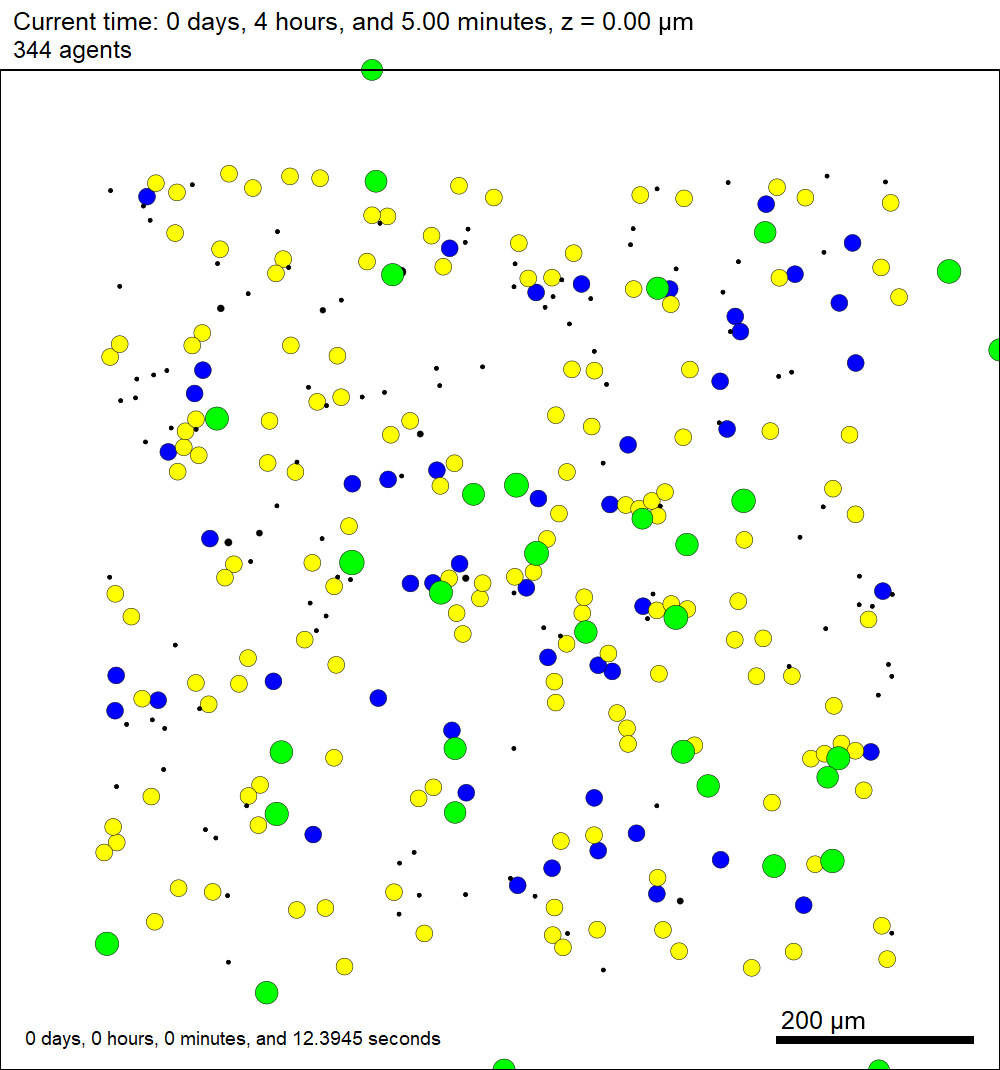 Current time: 0 days, 4 hours, and 5.00 minutes, z = 0.00 µm
344 agents
200 µm
0 days, 0 hours, 0 minutes, and 12.3945 seconds